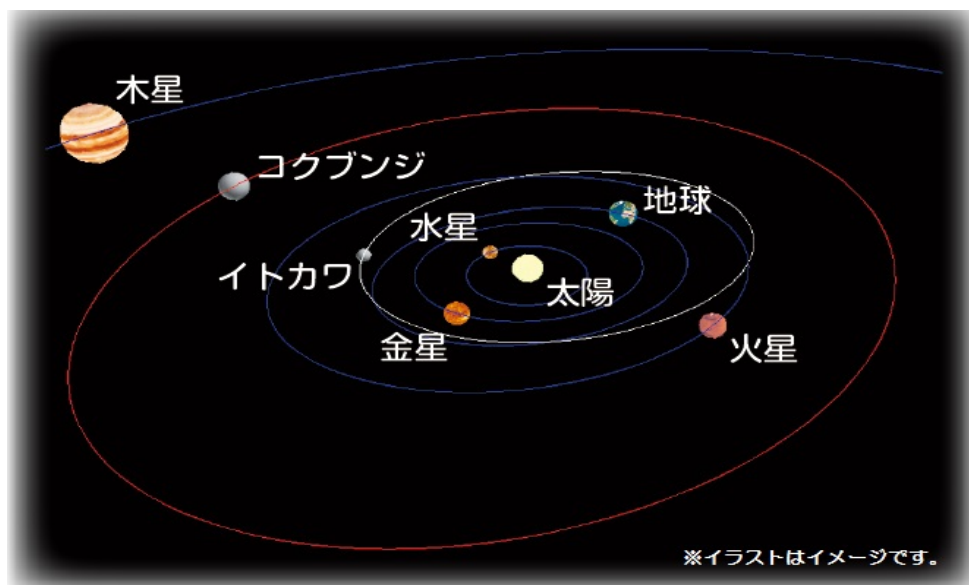 木星
コクブンジ
地球
水星
イトカワ
太陽
金星
火星
※イラストはイメージです。